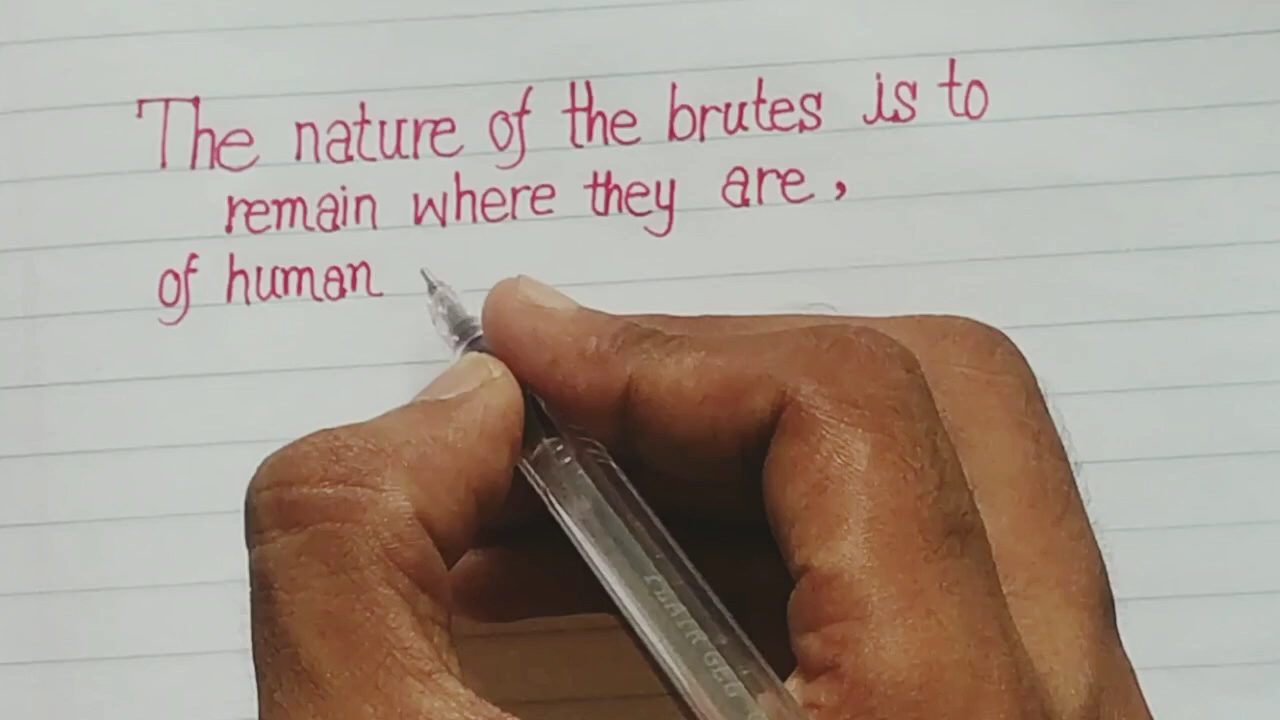 The nature of the brutes is to
remain where they are,
of human